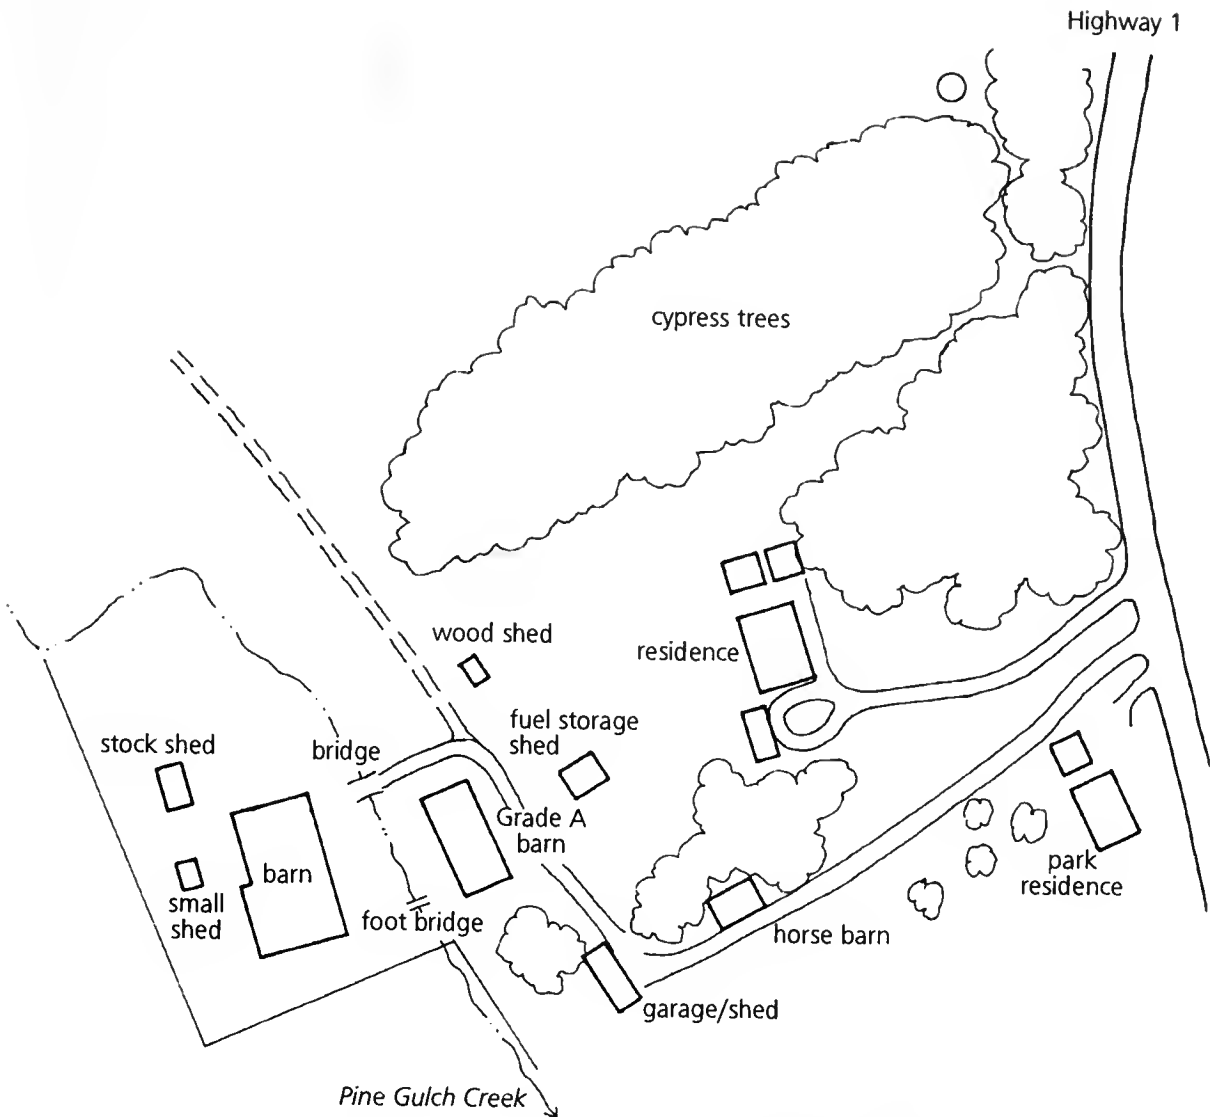 Highway 1
cypress trees
wood shed
residence
fuel storage
shed
stock shed
bridge
Grade A
barn
barn
park
residence
small
shed
foot bridge
horse barn
garage/shed
Pine Gulch Creek